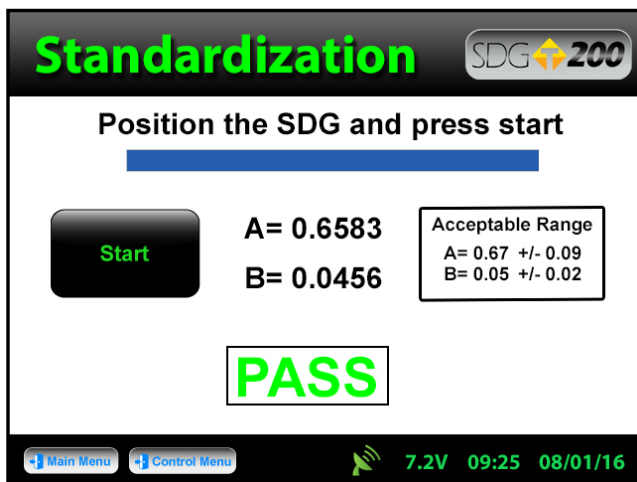 Standardization
SDG T 200
Position the SDG and press start
Start
A= 0.6583
B= 0.0456
Acceptable Range
A= 0.67 +/- 0.09
B= 0.05 +/- 0.02
PASS
Main Menu
Control Menu
7.2V 09:25 08/01/16